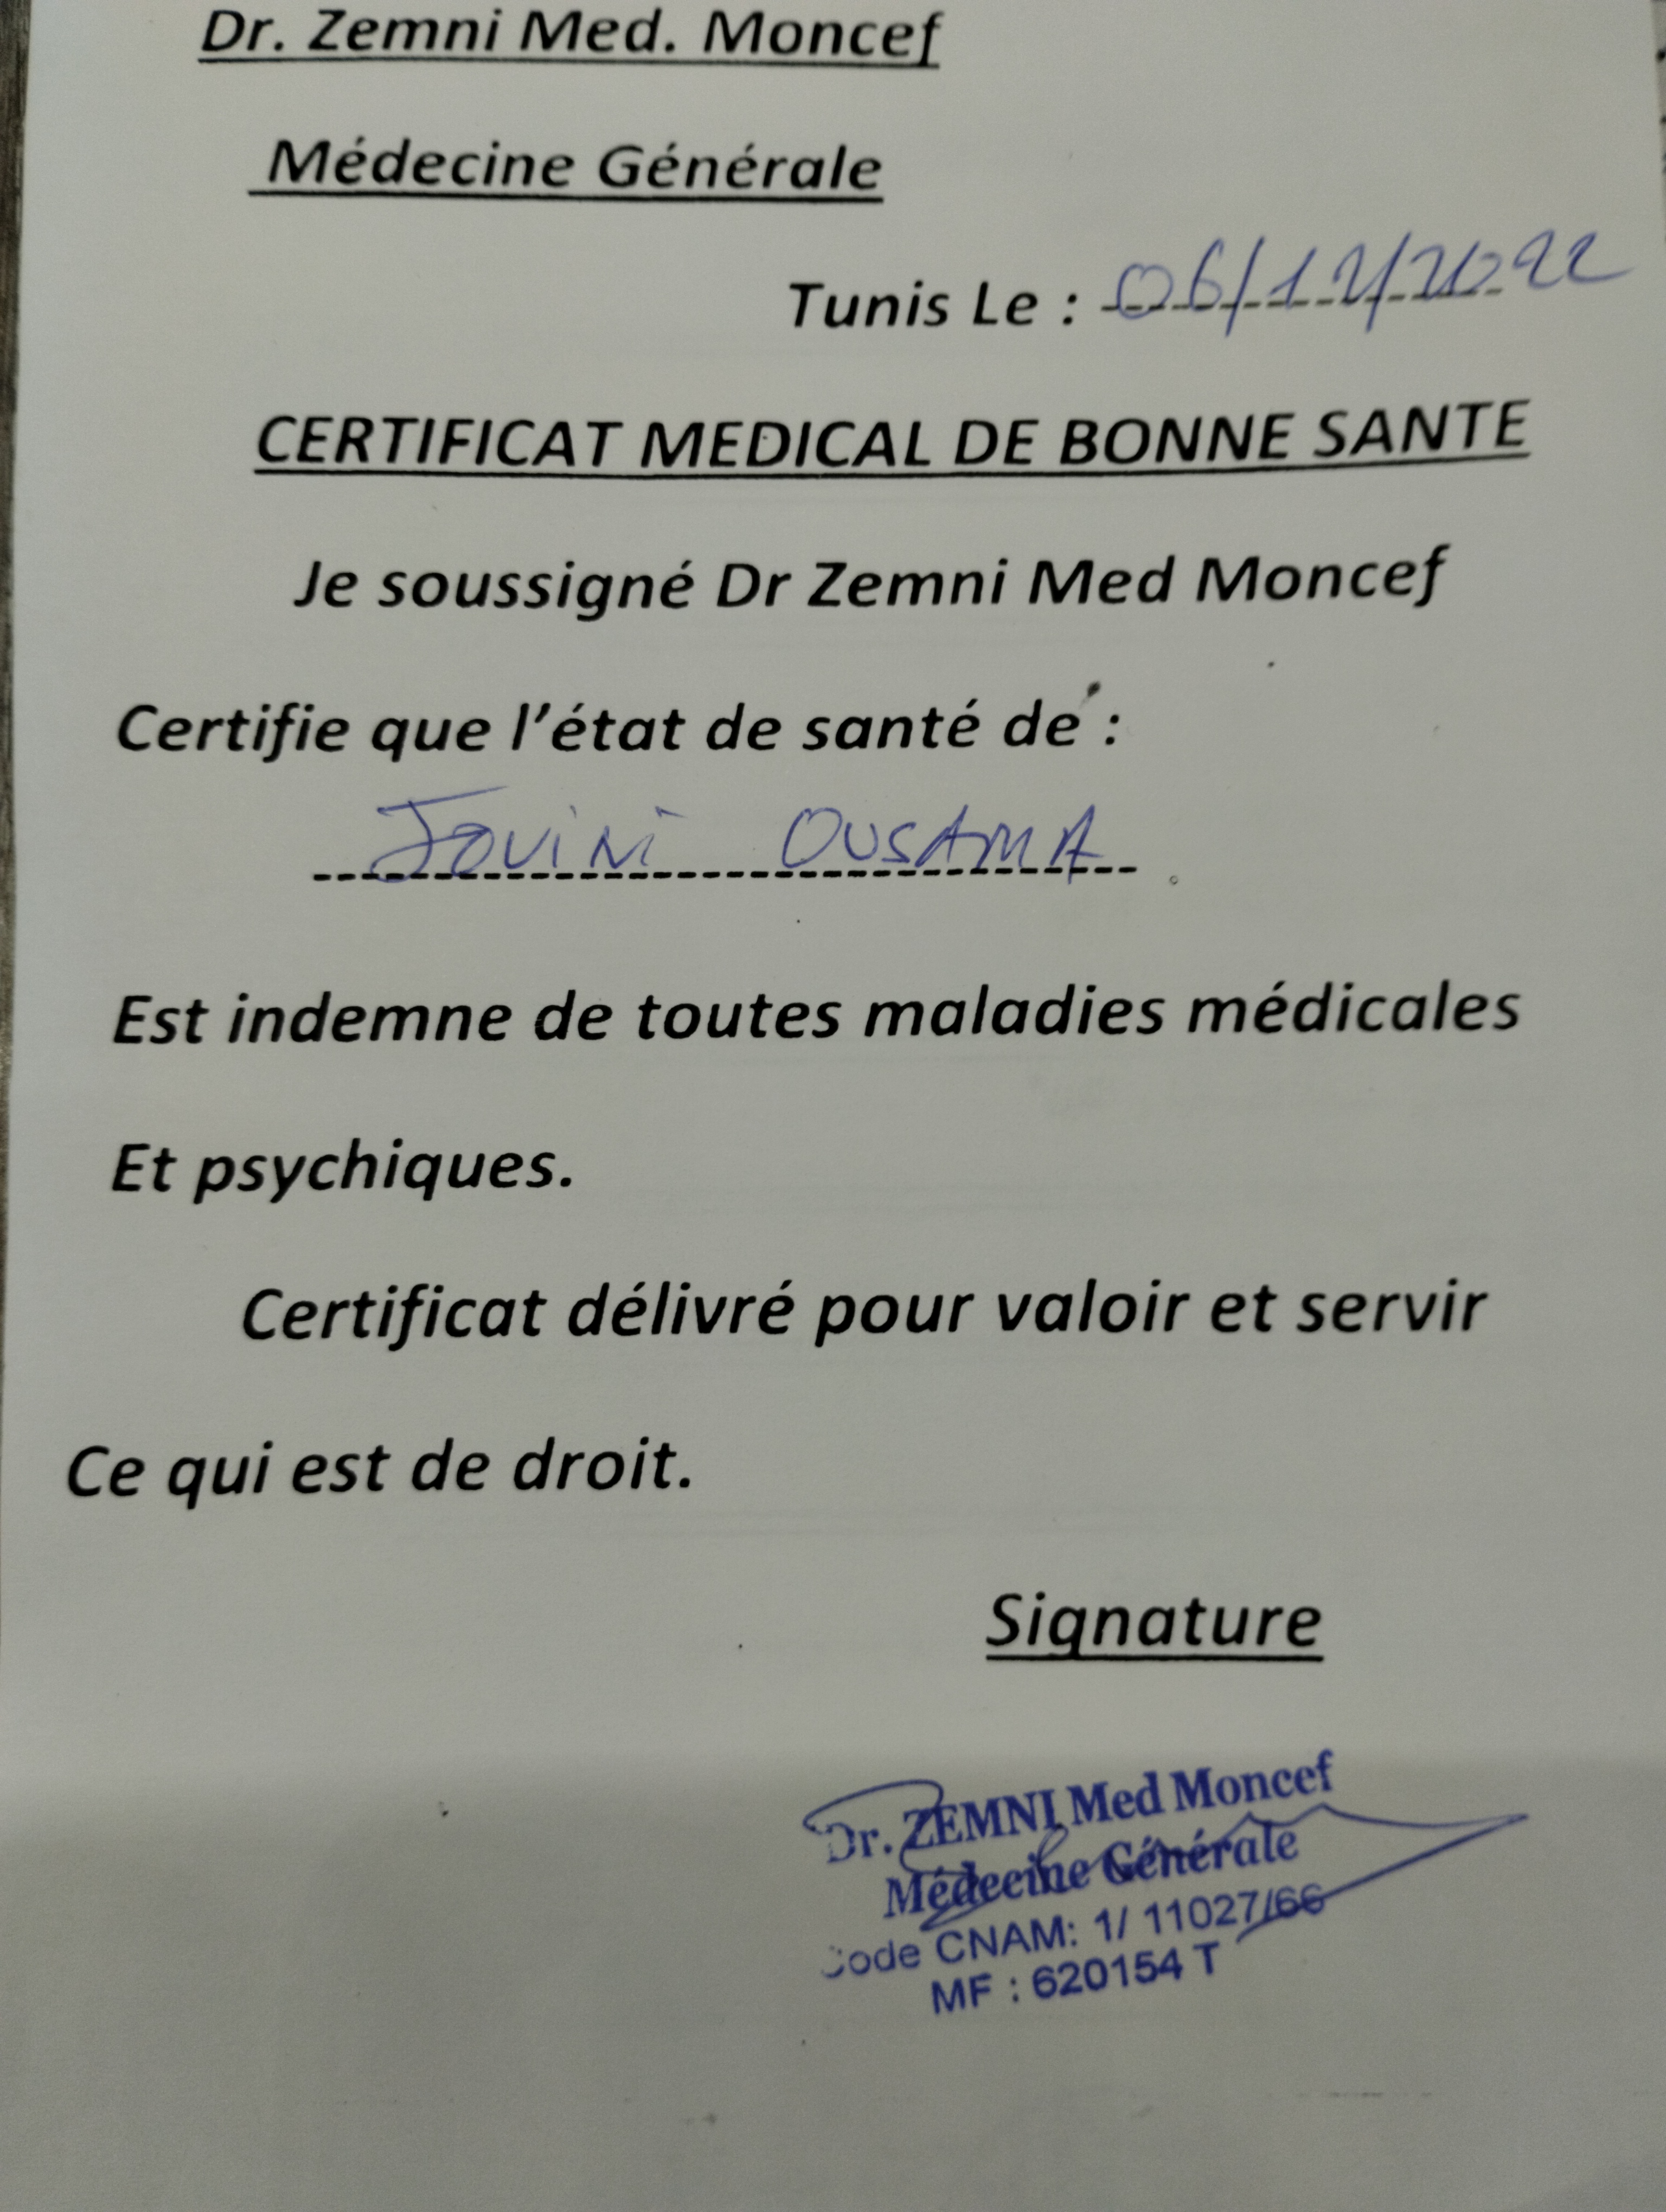 Dr. Zemni Med. Moncef
Médecine Générale
Tunis Le : 06/12/2022
CERTIFICAT MEDICAL DE BONNE SANTE
Je soussigné Dr Zemni Med Moncef
Certifie que l'état de santé de :
Jouini OUSAMA
Est indemne de toutes maladies médicales
Et psychiques.
Certificat délivré pour valoir et servir
Ce qui est de droit.
Signature
Dr. ZEMNI Med Moncef
Médecine Générale
Code CNAM: 1/ 11027/66
MF : 620154 T